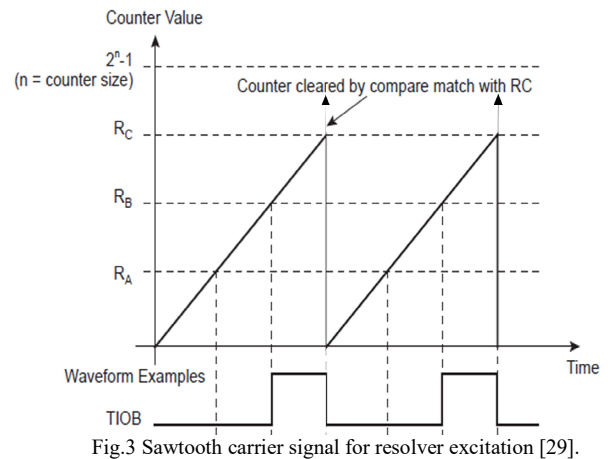 Counter Value
2ⁿ-1
(n = counter size)
Counter cleared by compare match with RC
R_C
R_B
R_A
Time
Waveform Examples
TIOB
Fig.3 Sawtooth carrier signal for resolver excitation [29].